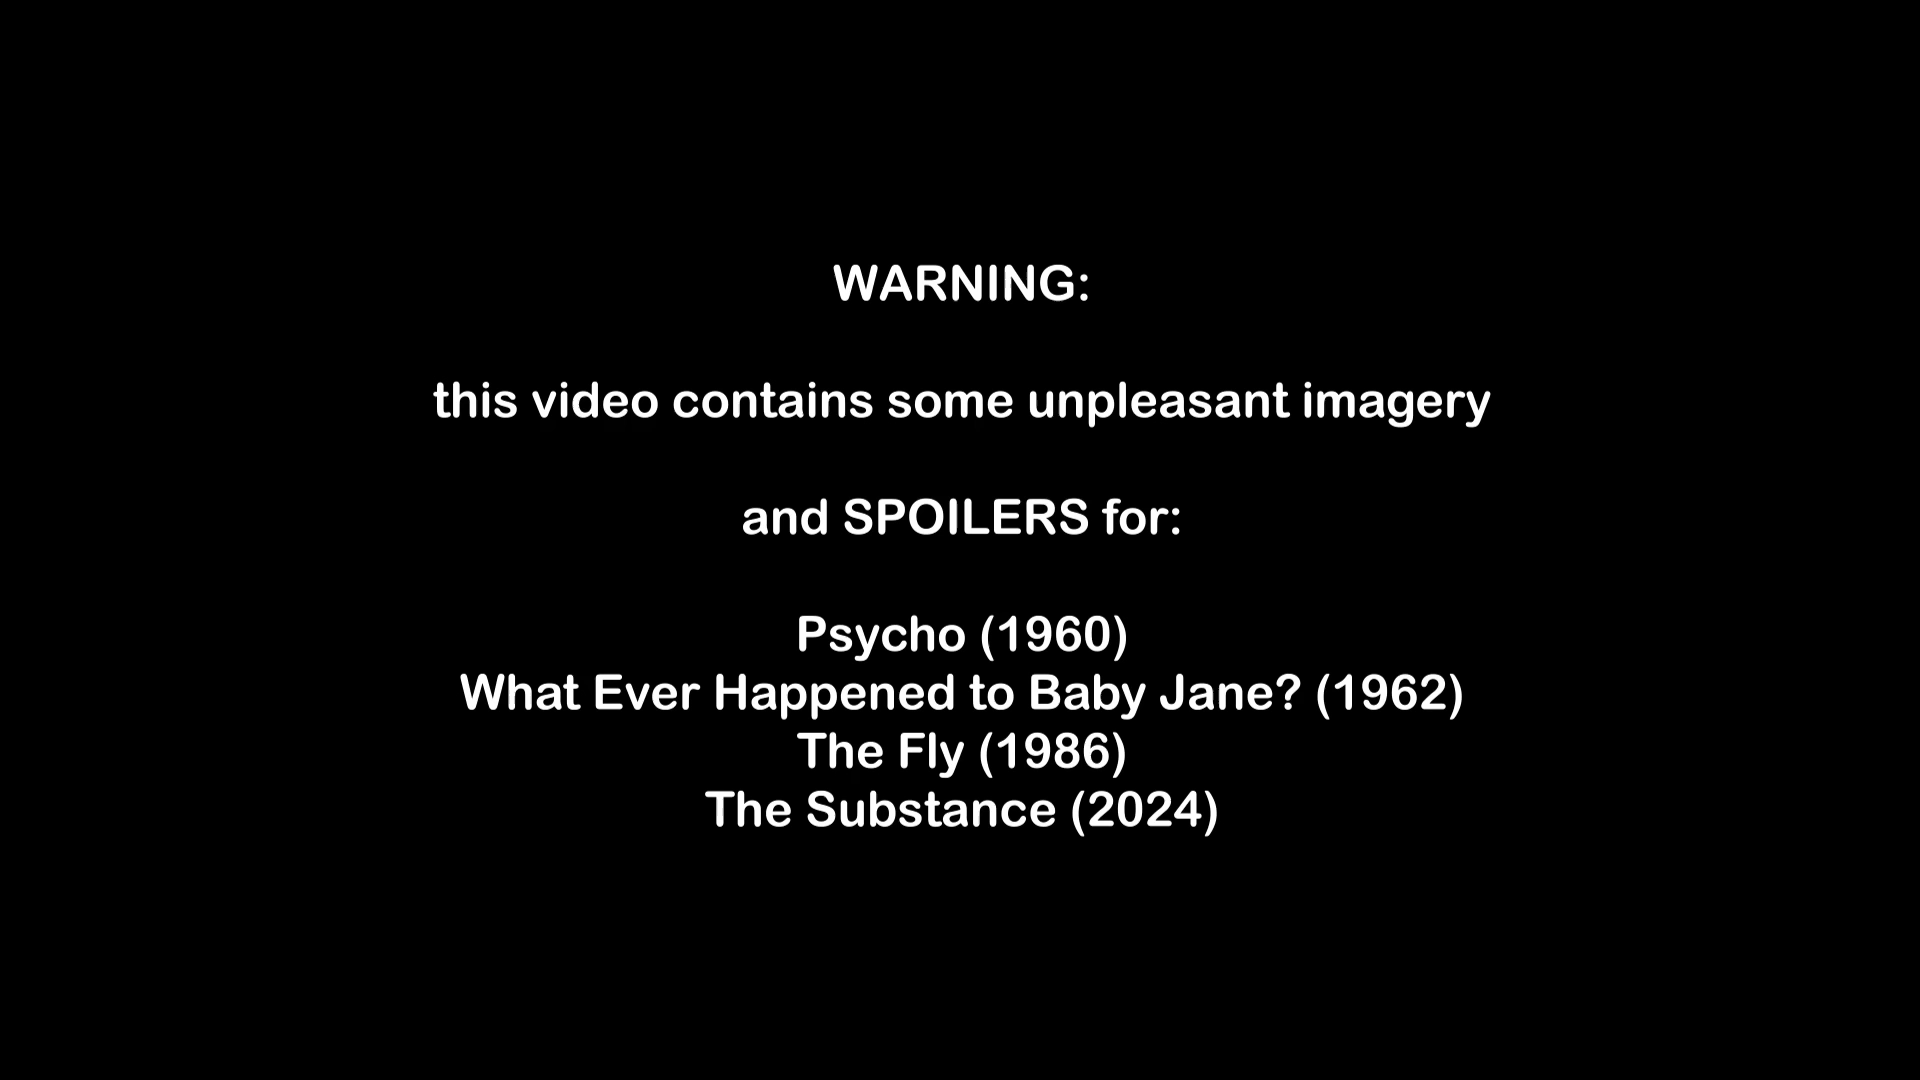 WARNING:
this video contains some unpleasant imagery
and SPOILERS for:
Psycho (1960)
What Ever Happened to Baby Jane? (1962)
The Fly (1986)
The Substance (2024)